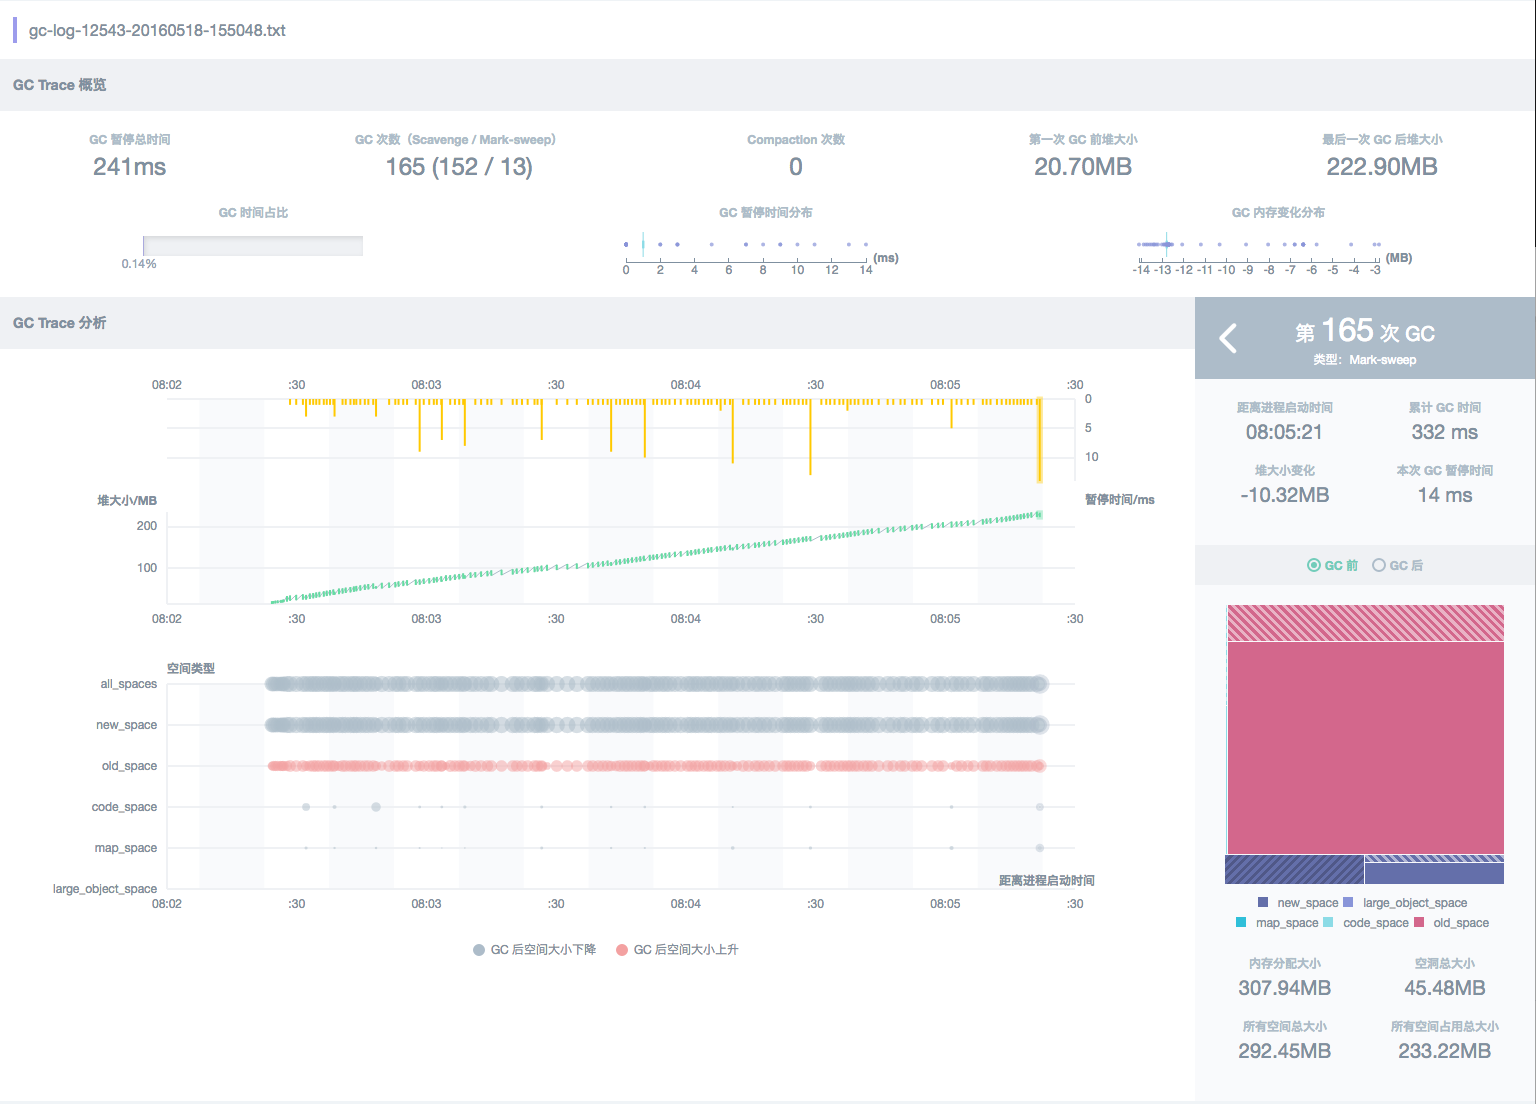 gc-log-12543-20160518-155048.txt
GC Trace 概览
GC 暂停总时间
241ms
GC 次数（Scavenge / Mark-sweep）
165 (152 / 13)
Compaction 次数
0
第一次 GC 前堆大小
20.70MB
最后一次 GC 后堆大小
222.90MB
GC 时间占比
0.14%
GC 暂停时间分布
(ms)
0 2 4 6 8 10 12 14
GC 内存变化分布
(MB)
-14 -13 -12 -11 -10 -9 -8 -7 -6 -5 -4 -3
GC Trace 分析
08:02 :30 08:03 :30 08:04 :30 08:05 :30
0
5
10
暂停时间/ms
堆大小/MB
200
100
08:02 :30 08:03 :30 08:04 :30 08:05 :30
空间类型
all_spaces
new_space
old_space
code_space
map_space
large_object_space
距离进程启动时间
08:02 :30 08:03 :30 08:04 :30 08:05 :30
GC 后空间大小下降 GC 后空间大小上升
第 165 次 GC
类型：Mark-sweep
距离进程启动时间
08:05:21
累计 GC 时间
332 ms
堆大小变化
-10.32MB
本次 GC 暂停时间
14 ms
GC 前 GC 后
new_space large_object_space
map_space code_space old_space
内存分配大小
307.94MB
空洞总大小
45.48MB
所有空间总大小
292.45MB
所有空间占用总大小
233.22MB